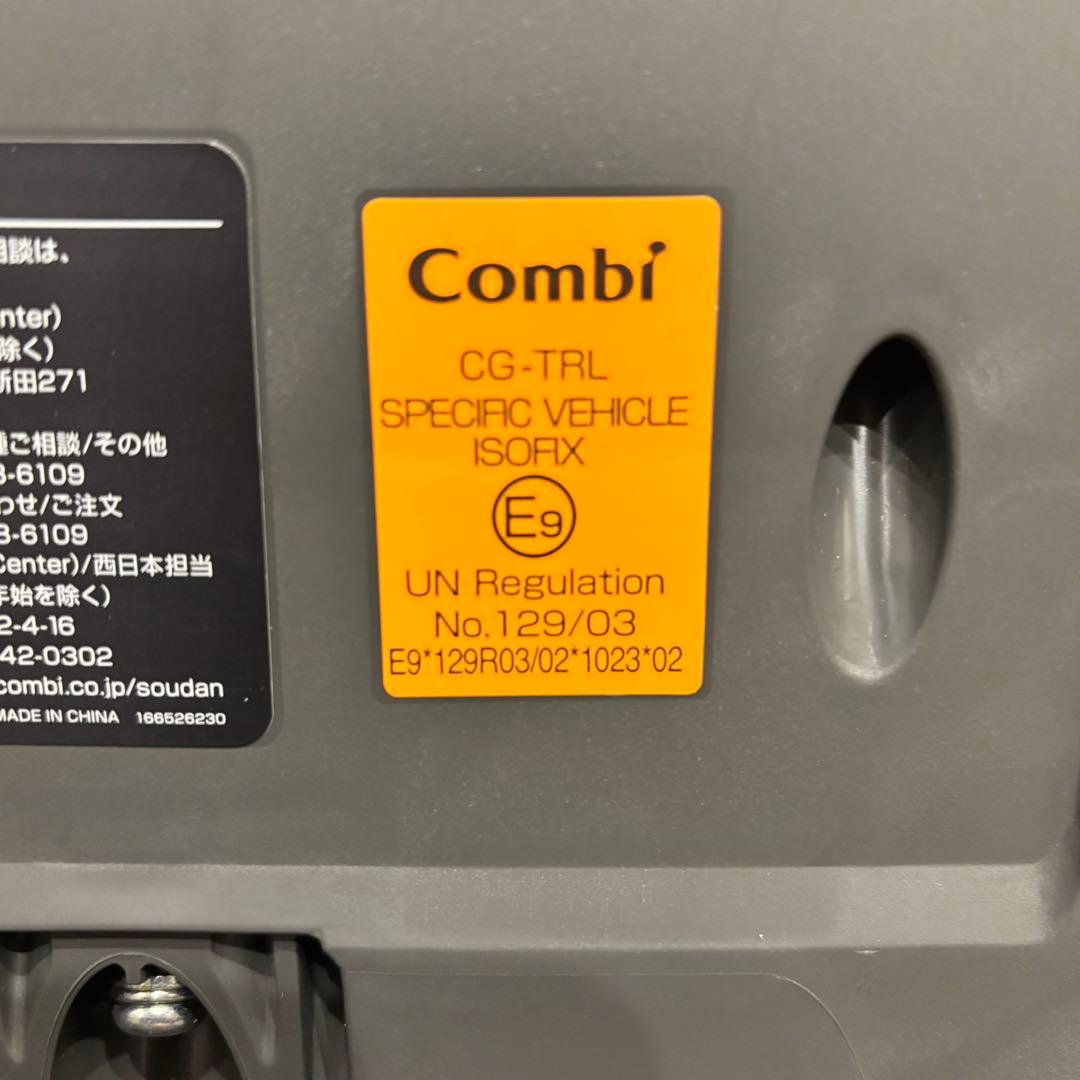 相談は、
nter)
除く)
新田271
ご相談/その他
3-6109
わせ/ご注文
3-6109
Center)/西日本担当
年始を除く)
2-4-16
42-0302
combi.co.jp/soudan
MADE IN CHINA 166526230
Combi
CG-TRL
SPECIFIC VEHICLE
ISOFIX
E9
UN Regulation
No.129/03
E9*129R03/02*1023*02